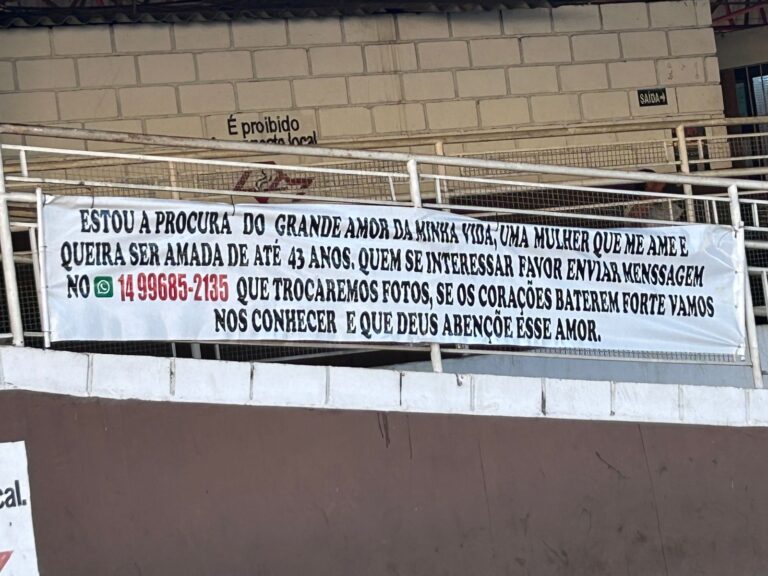 É proibido
local
SAÍDA
ESTOU A PROCURA DO GRANDE AMOR DA MINHA VIDA, UMA MULHER QUE ME AME E
QUEIRA SER AMADA DE ATÉ 43 ANOS, QUEM SE INTERESSAR FAVOR ENVIAR MENSSAGEM
NO 14 99685-2135 QUE TROCAREMOS FOTOS, SE OS CORAÇÕES BATEREM FORTE VAMOS
NOS CONHECER E QUE DEUS ABENÇÕE ESSE AMOR.
cal.